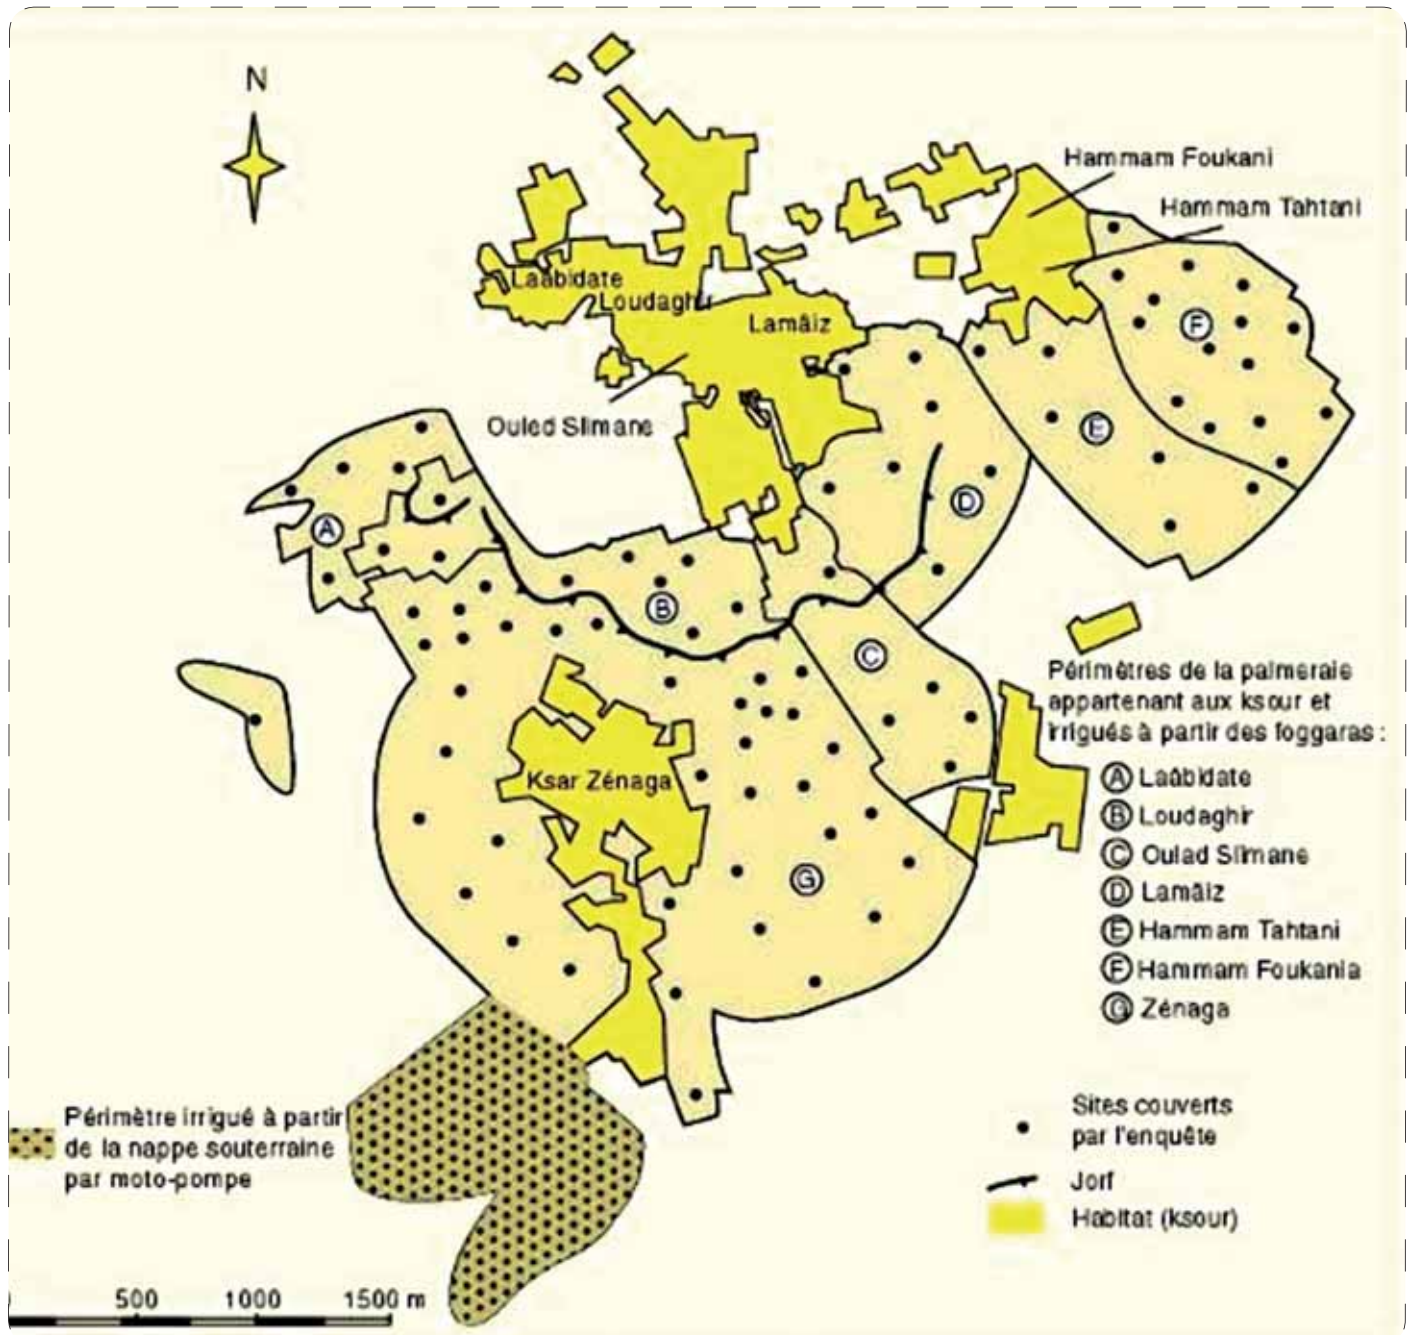 N
Hammam Foukani
Hammam Tahtani
Laâbidate
Loudaghir
Lamâiz
Ouled Slimane
F
E
D
A
B
C
Ksar Zénaga
G
Périmètres de la palmeraie
appartenant aux ksour et
irrigués à partir des foggaras :
A Laâbidate
B Loudaghir
C Oulad Slimane
D Lamâiz
E Hammam Tahtani
F Hammam Foukania
G Zénaga
Sites couverts
par l'enquête
Jorf
Habitat (ksour)
Périmètre irrigué à partir
de la nappe souterraine
par moto-pompe
500 1000 1500 m